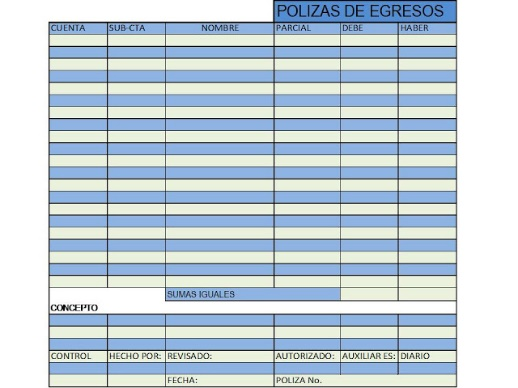 POLIZAS DE EGRESOS
CUENTA SUB-CTA NOMBRE PARCIAL DEBE HABER
SUMAS IGUALES
CONCEPTO
CONTROL HECHO POR: REVISADO: AUTORIZADO: AUXILIAR ES: DIARIO
FECHA: POLIZA No.